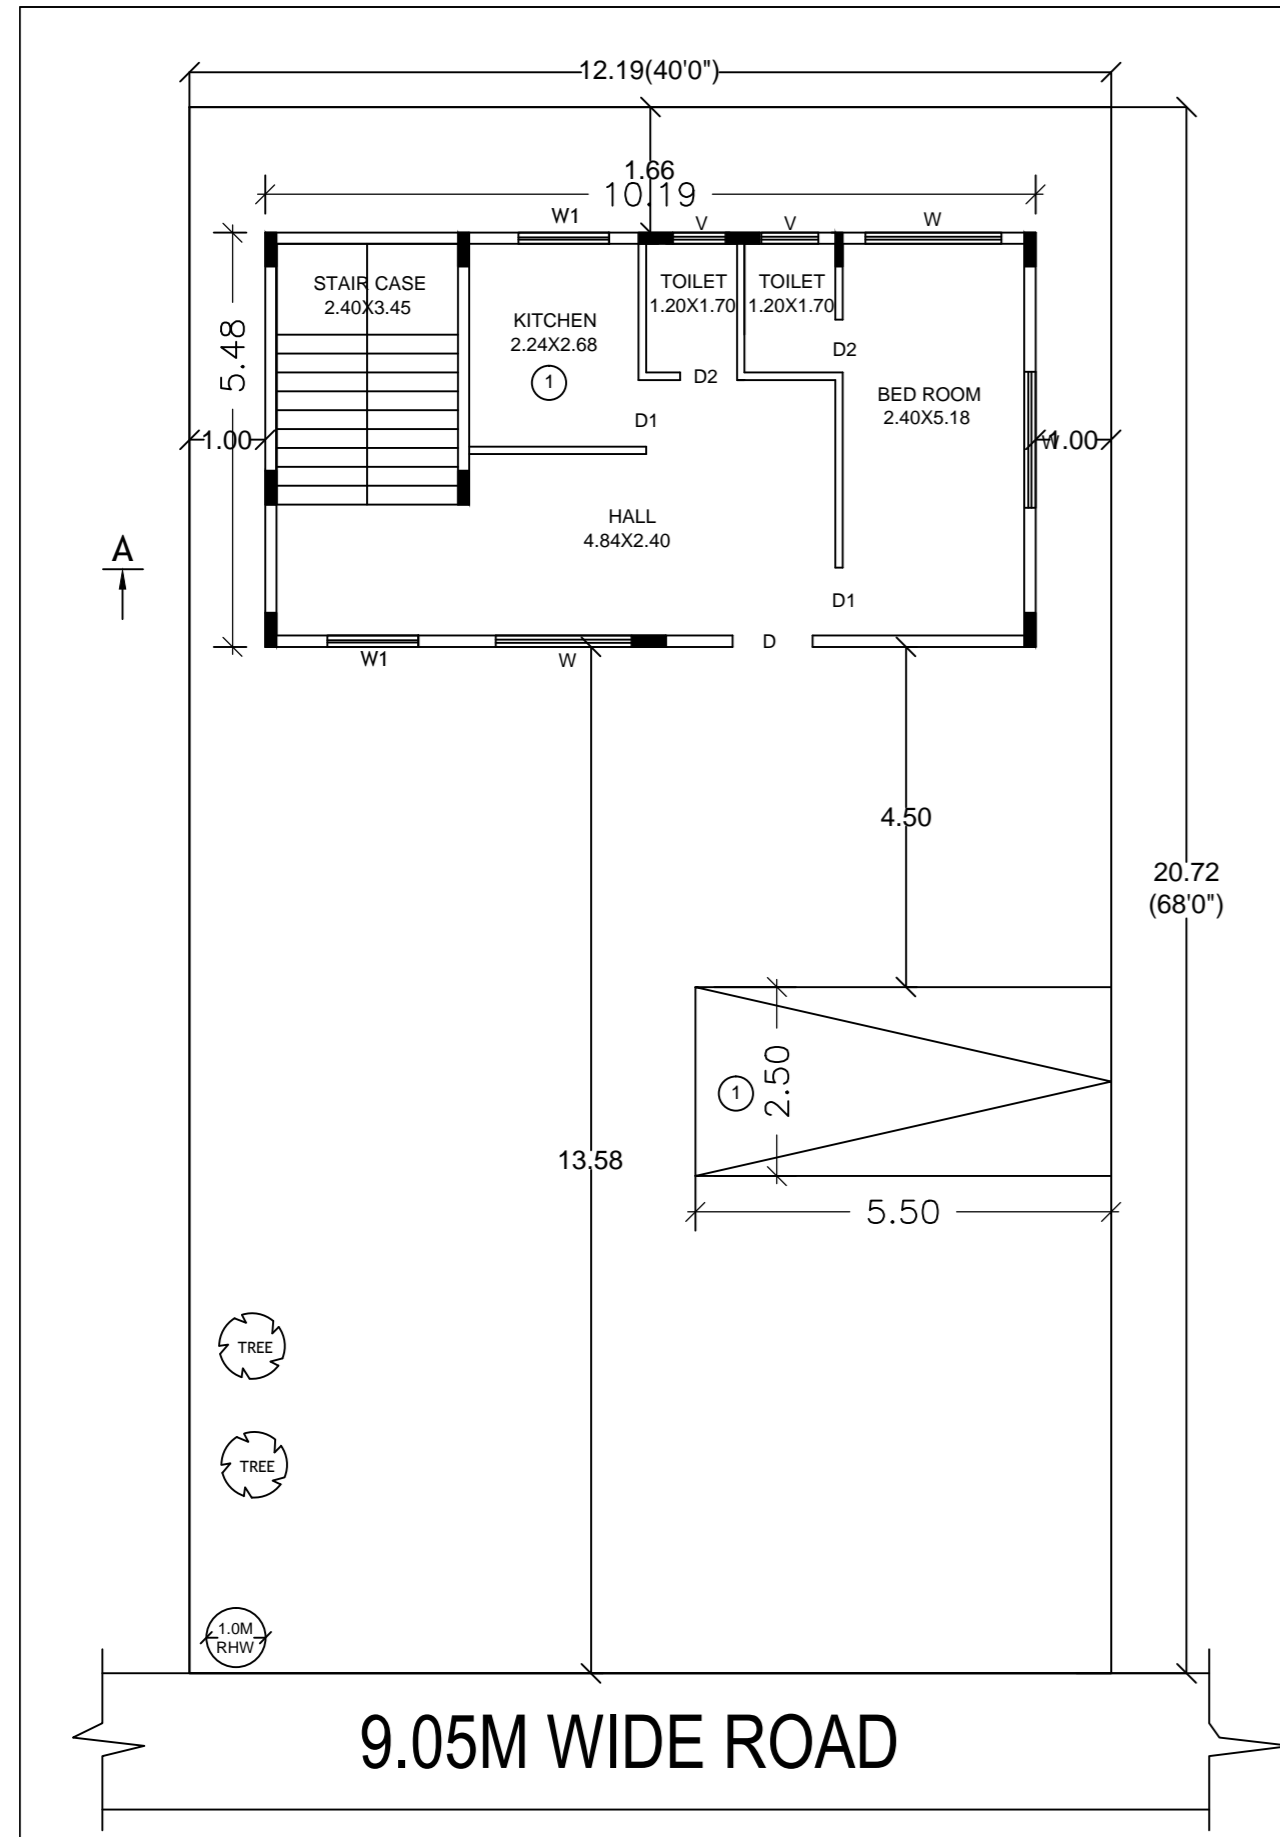 12.19(40'0")
1.66
10.19
W1
V
V
W
STAIR CASE
2.40X3.45
TOILET
1.20X1.70
TOILET
1.20X1.70
KITCHEN
2.24X2.68
1
5.48
D2
D2
BED ROOM
2.40X5.18
D1
1.00
W
1.00
HALL
4.84X2.40
A
D1
W1
W
D
4.50
20.72
(68'0")
1
2.50
13.58
5.50
TREE
TREE
1.0M
RHW
9.05M WIDE ROAD